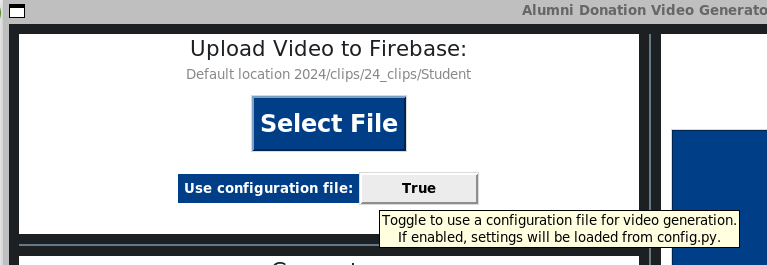 Alumni Donation Video Generato
Upload Video to Firebase:
Default location 2024/clips/24_clips/Student
Select File
Use configuration file: True
Toggle to use a configuration file for video generation.
If enabled, settings will be loaded from config.py.